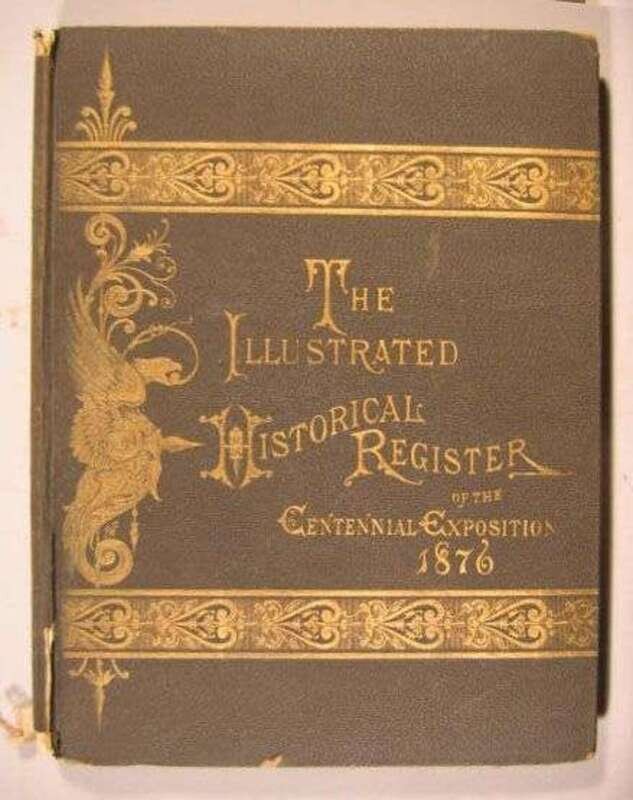 The
Illustrated
Historical
Register
of the
Centennial Exposition
1876